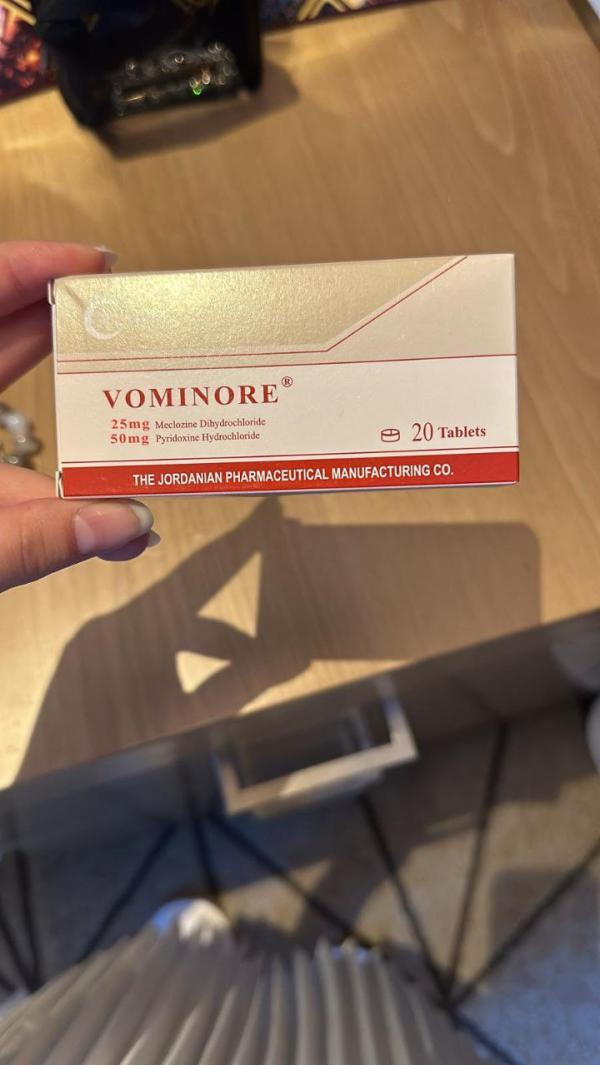 VOMINORE®
25mg Meclozine Dihydrochloride
50mg Pyridoxine Hydrochloride
20 Tablets
THE JORDANIAN PHARMACEUTICAL MANUFACTURING CO.